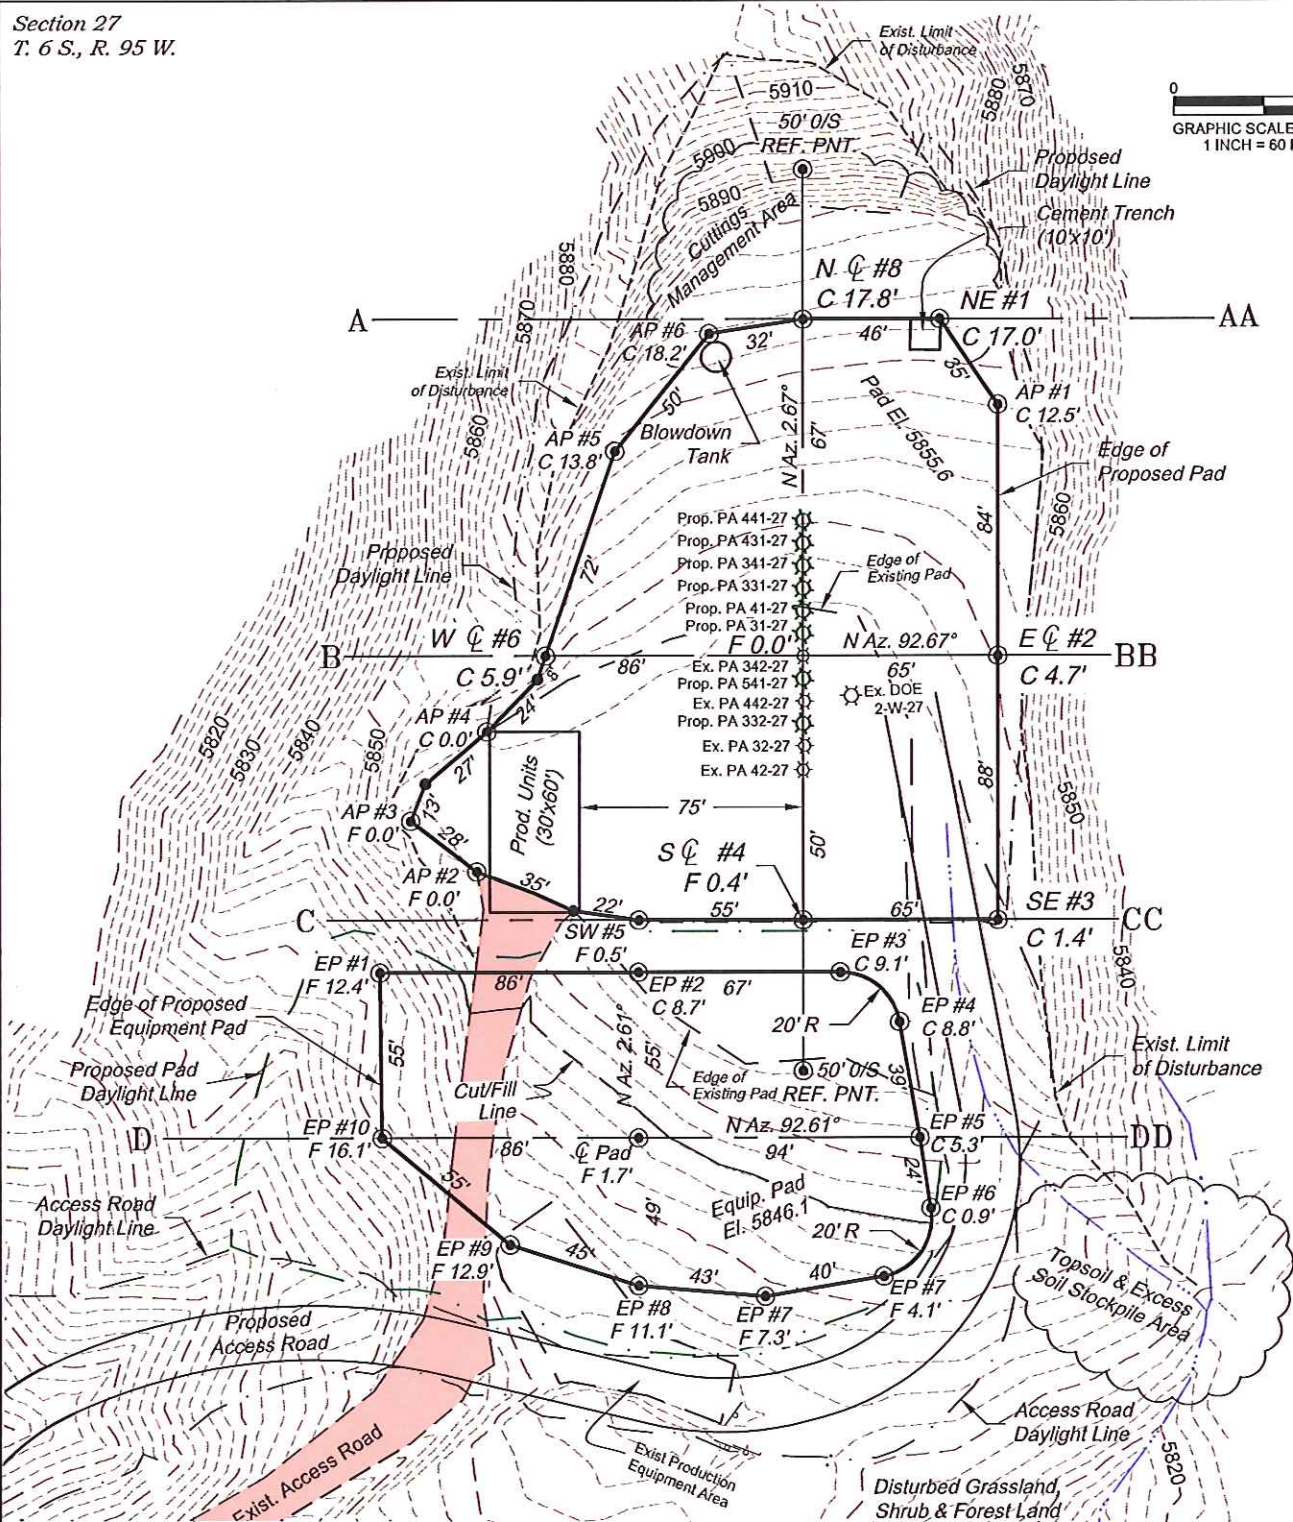 Section 27
T. 6 S., R. 95 W.
Exist. Limit
of Disturbance
0
GRAPHIC SCALE
1 INCH = 60
5910
5880
5870
50' O/S
REF. PNT.
5900
5890
Proposed
Daylight Line
Cuttings
Management Area
Cement Trench
(10'x10')
5880
5870
N ℄ #8
C 17.8'
NE #1
C 17.0'
A
AA
AP #6
C 18.2'
32'
46'
35'
Exist. Limit
of Disturbance
50'
AP #1
C 12.5'
Pad El. 5855.6
N Az. 2.67°
67'
5860
AP #5
C 13.8'
Blowdown
Tank
Edge of
Proposed Pad
84'
5860
Prop. PA 441-27
Prop. PA 431-27
Prop. PA 341-27
Prop. PA 331-27
Prop. PA 41-27
Prop. PA 31-27
Edge of
Existing Pad
Proposed
Daylight Line
72'
W ℄ #6
C 5.9'
F 0.0'
N Az. 92.67°
E ℄ #2
C 4.7'
B
86'
65'
BB
8'
Ex. PA 342-27
Prop. PA 541-27
Ex. PA 442-27
Prop. PA 332-27
Ex. PA 32-27
Ex. PA 42-27
Ex. DOE
2-W-27
24'
AP #4
C 0.0'
5820
5830
5840
5850
27'
13'
AP #3
F 0.0'
28'
Prod. Units
(30'x60')
75'
88'
5850
AP #2
F 0.0'
S ℄ #4
F 0.4'
50'
35'
22'
55'
65'
SE #3
C 1.4'
C
CC
SW #5
F 0.5'
5840
EP #1
F 12.4'
86'
EP #2
C 8.7'
67'
EP #3
C 9.1'
EP #4
C 8.8'
20' R
Edge of Proposed
Equipment Pad
55'
N Az. 2.61°
55'
39'
Exist. Limit
of Disturbance
Proposed Pad
Daylight Line
Cut/Fill
Line
Edge of
Existing Pad
50' O/S
REF. PNT.
D
EP #10
F 16.1'
86'
℄ Pad
F 1.7'
N Az. 92.61°
94'
EP #5
C 5.3'
DD
55'
24'
Equip. Pad
El. 5846.1
EP #6
C 0.9'
49'
Access Road
Daylight Line
EP #9
F 12.9'
45'
20' R
43'
40'
EP #7
F 4.1'
EP #8
F 11.1'
EP #7
F 7.3'
Topsoil & Excess
Soil Stockpile Area
Proposed
Access Road
Exist. Access Road
Exist Production
Equipment Area
Access Road
Daylight Line
Disturbed Grassland,
Shrub & Forest Land
5820